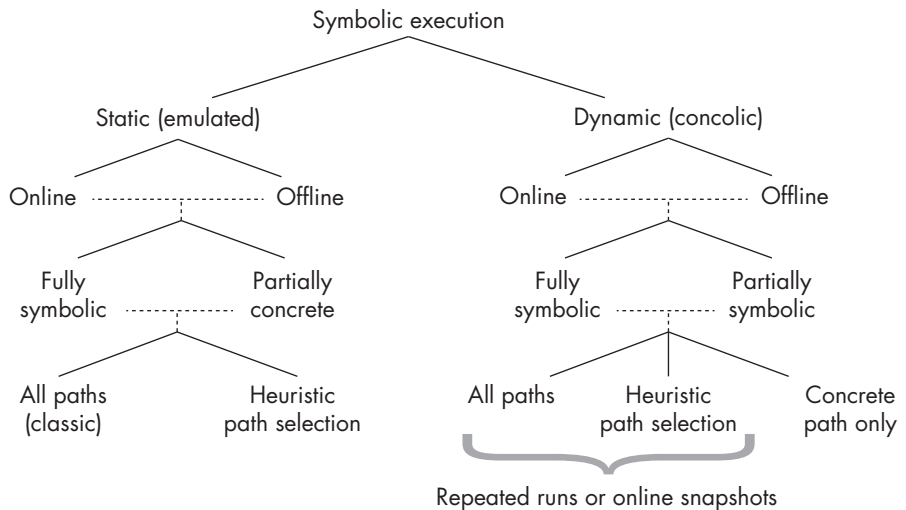 Symbolic execution
Static (emulated)
Dynamic (concolic)
Online
Offline
Online
Offline
Fully
symbolic
Partially
concrete
Fully
symbolic
Partially
symbolic
All paths
(classic)
Heuristic
path selection
All paths
Heuristic
path selection
Concrete
path only
Repeated runs or online snapshots